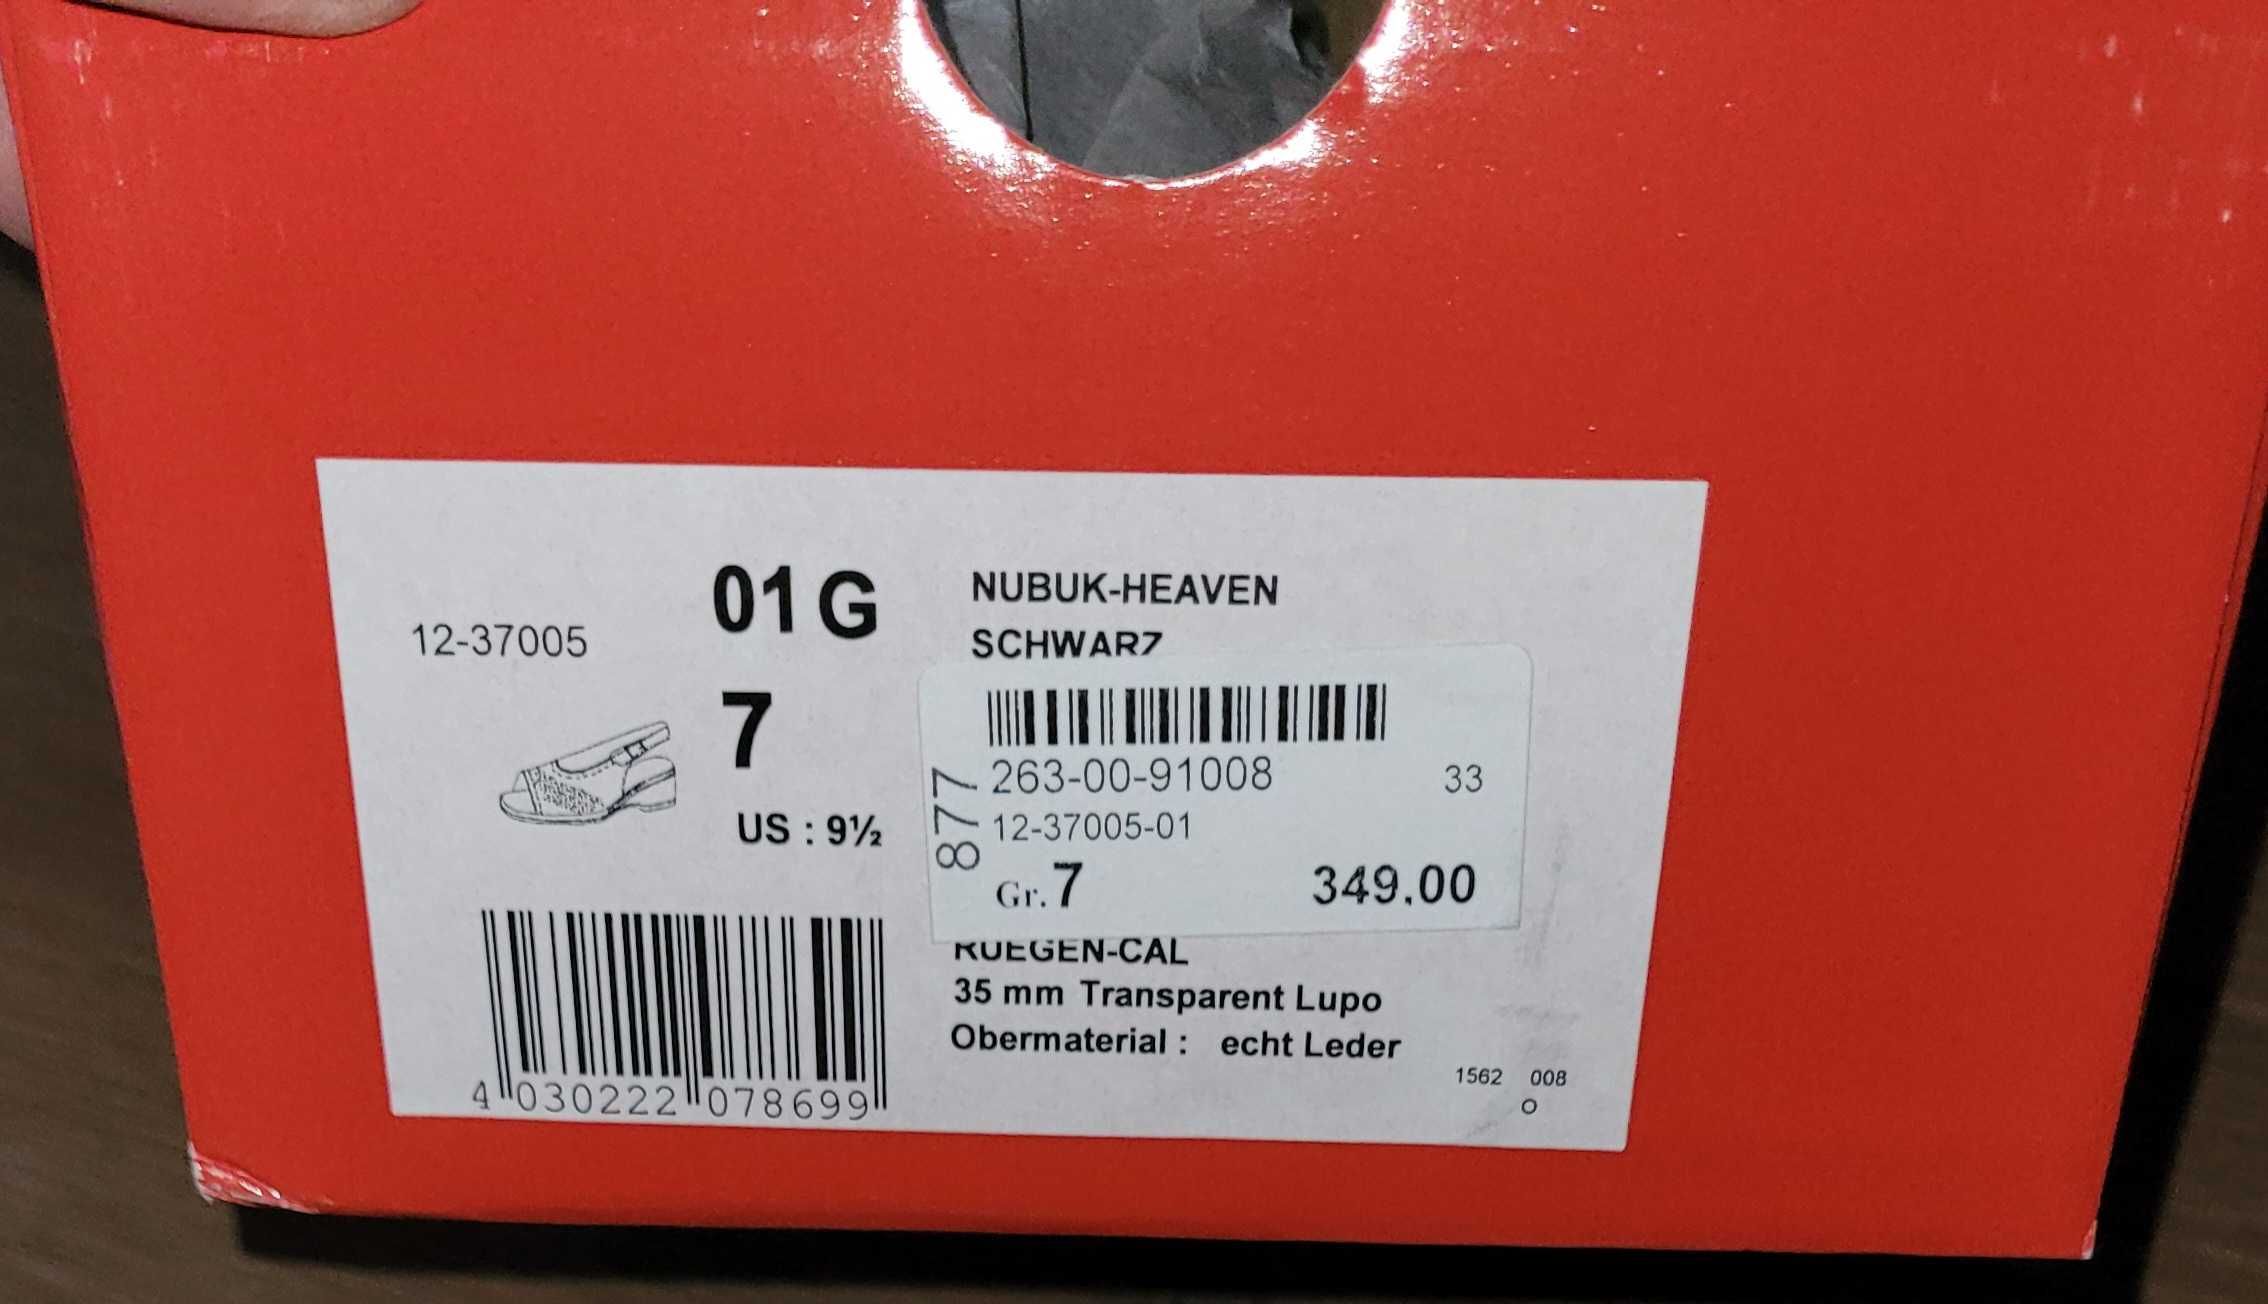 01 G
12-37005
7
US : 9½
4 030222 078699
NUBUK-HEAVEN
SCHWARZ
263-00-91008 33
12-37005-01
877
Gr. 7 349.00
RUEGEN-CAL
35 mm Transparent Lupo
Obermaterial : echt Leder
1562 008
O